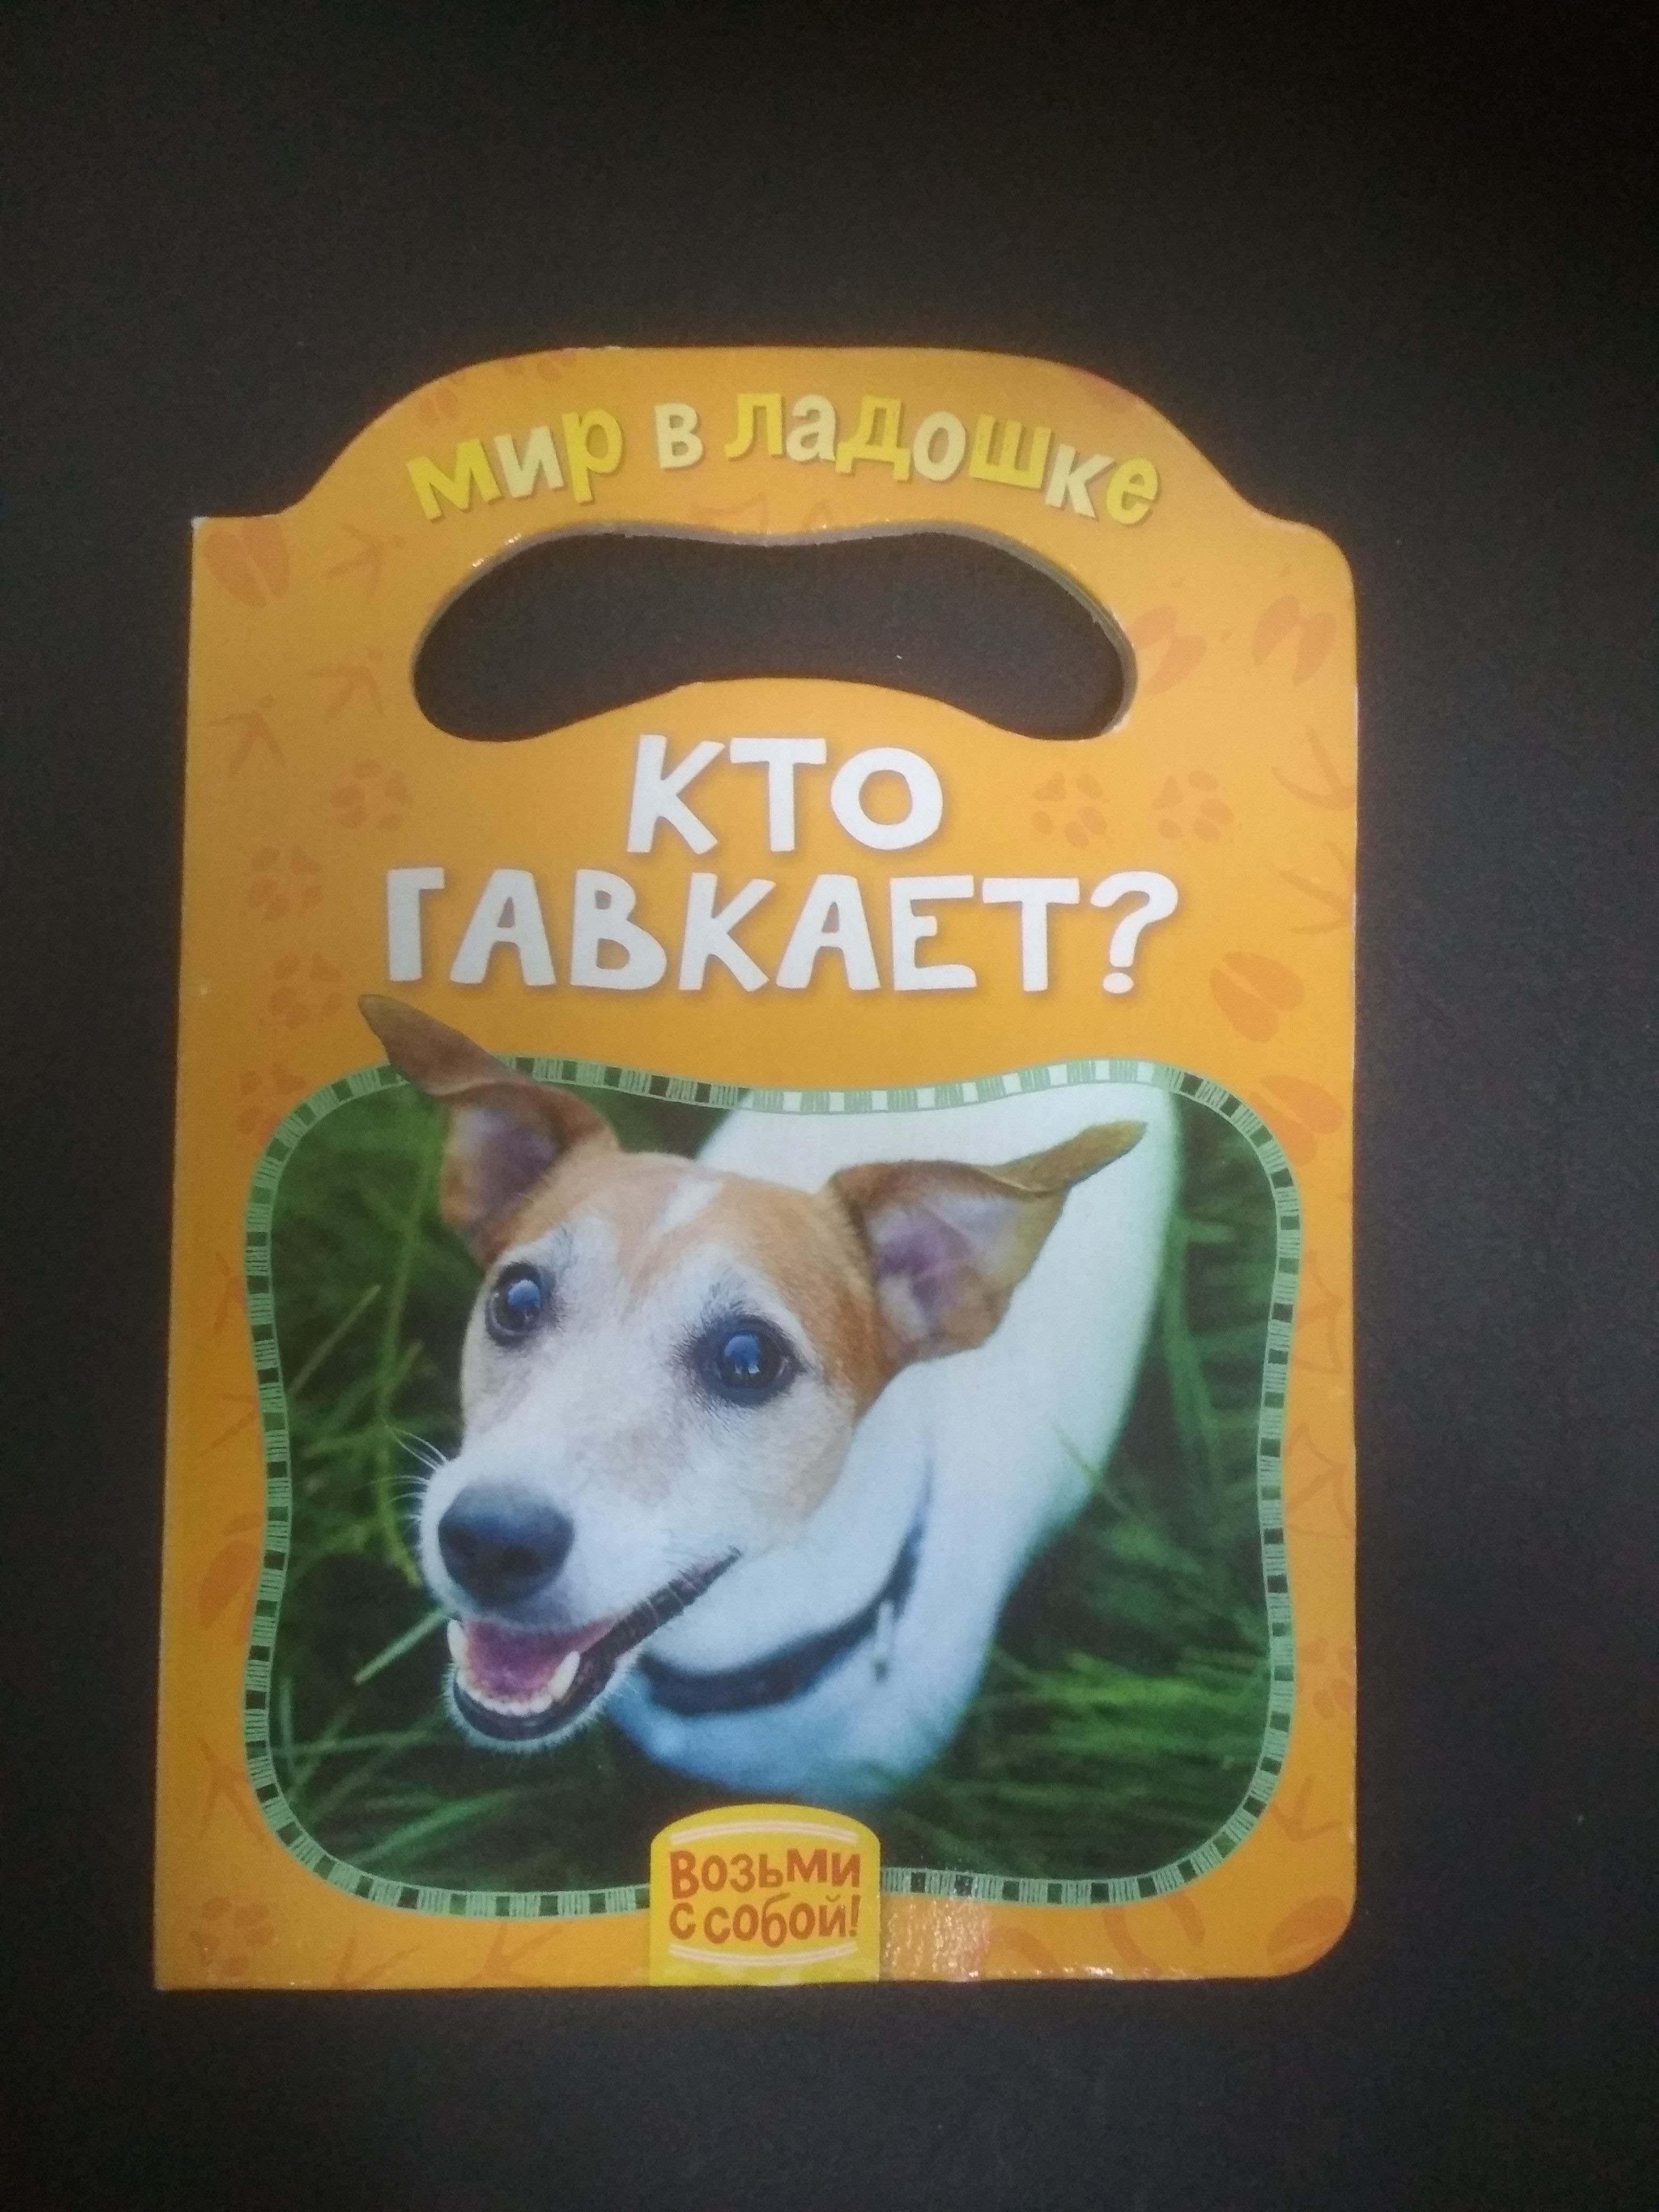 мир в ладошке
КТО
ГАВКАЕТ?
Возьми
с собой!